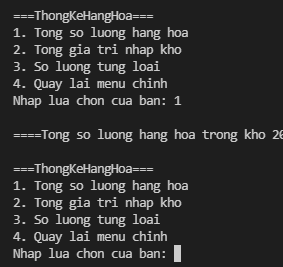 ===ThongKeHangHoa===
1. Tong so luong hang hoa
2. Tong gia tri nhap kho
3. So luong tung loai
4. Quay lai menu chinh
Nhap lua chon cua ban: 1
====Tong so luong hang hoa trong kho 20
===ThongKeHangHoa===
1. Tong so luong hang hoa
2. Tong gia tri nhap kho
3. So luong tung loai
4. Quay lai menu chinh
Nhap lua chon cua ban: